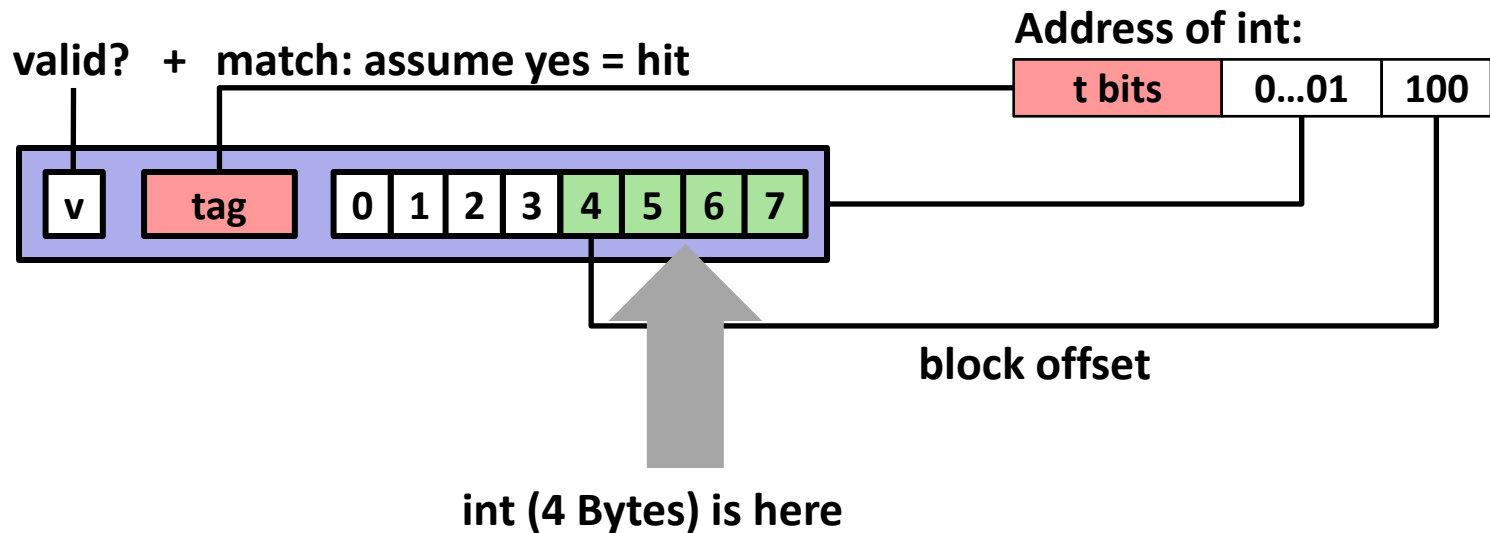 Address of int:
valid? + match: assume yes = hit
t bits 0...01 100
v tag 0 1 2 3 4 5 6 7
block offset
int (4 Bytes) is here